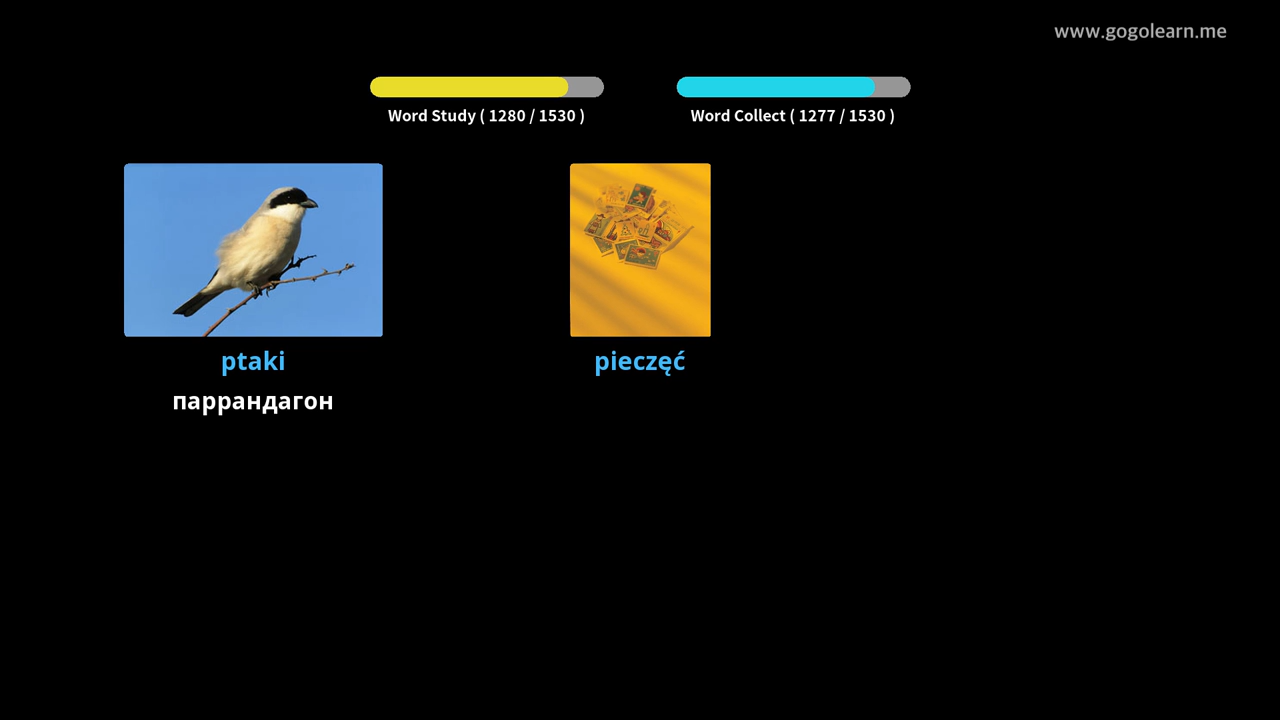 www.gogolearn.me
Word Study ( 1280 / 1530 )
Word Collect ( 1277 / 1530 )
ptaki
pieczęć
паррандагон